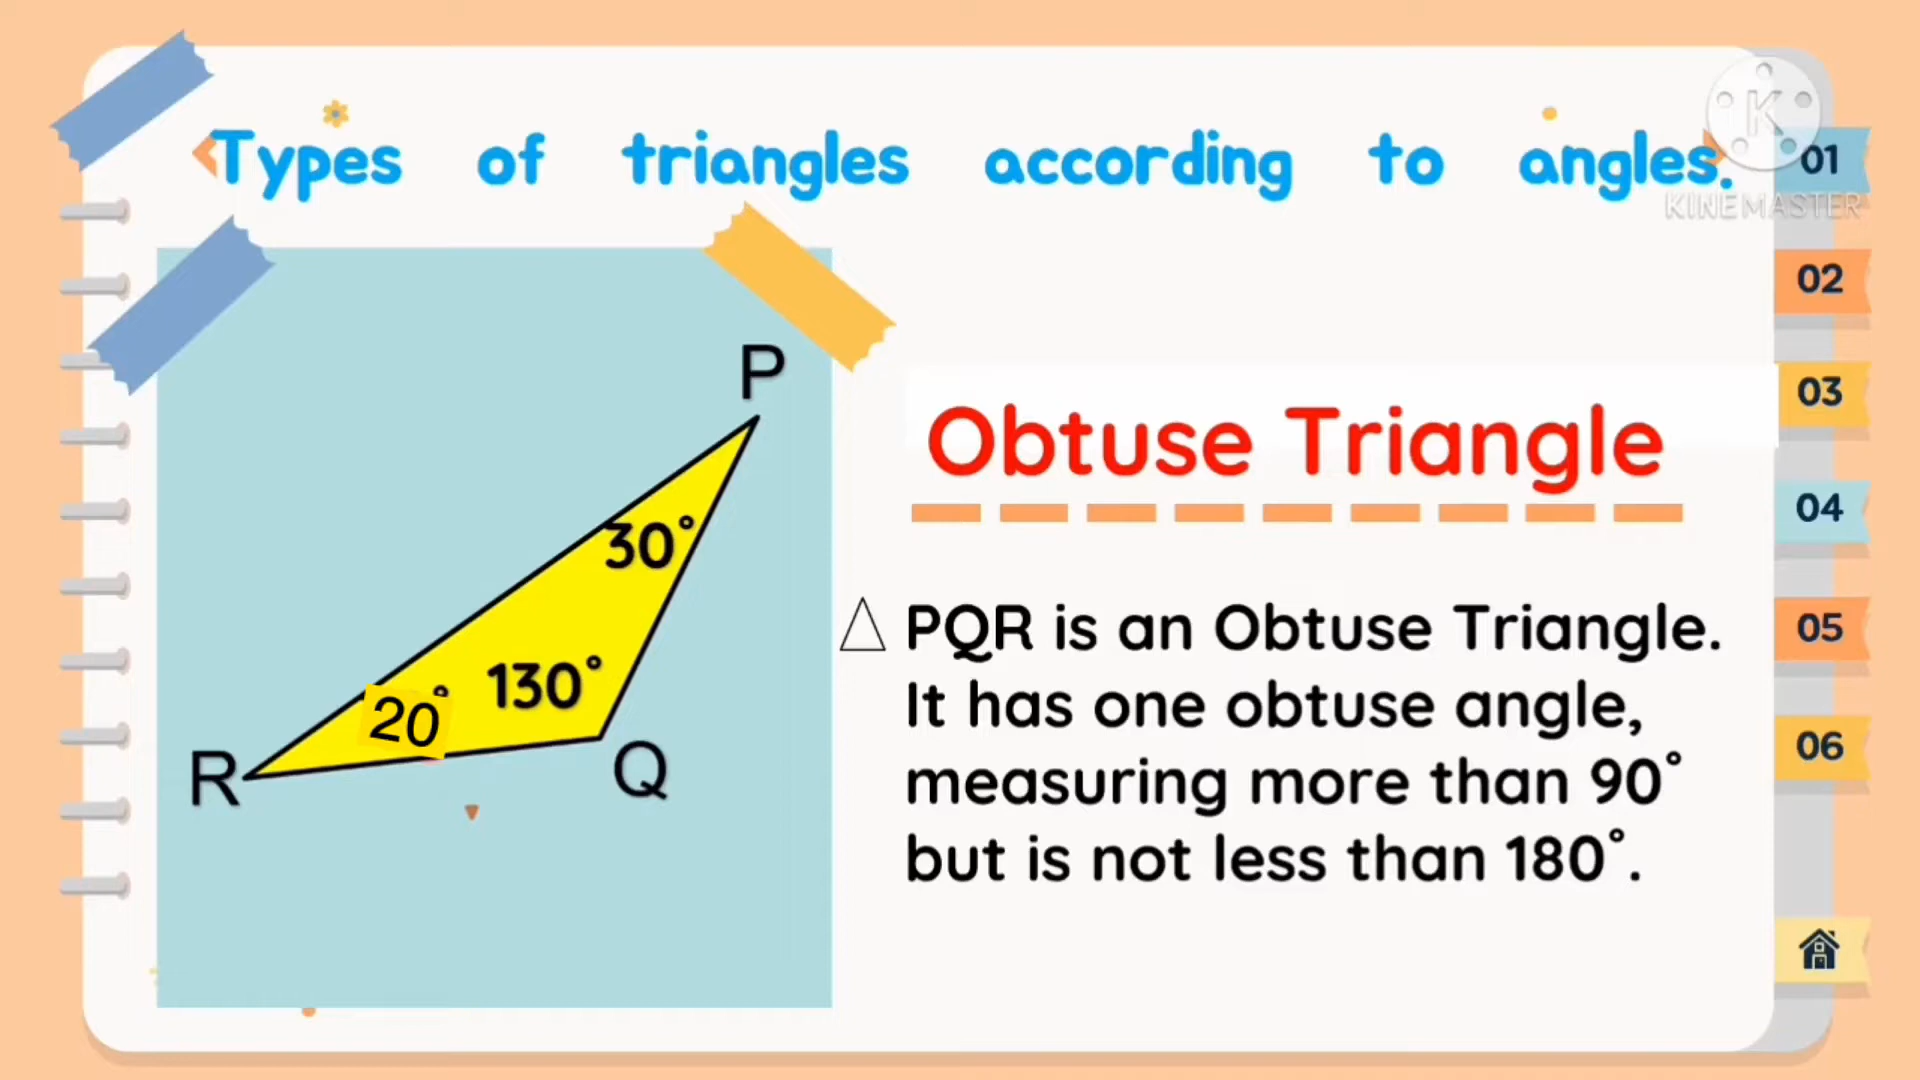 Types of triangles according to angles.
K
KINEMASTER
01
02
03
04
05
06
P
30°
130°
20°
R
Q
Obtuse Triangle
△ PQR is an Obtuse Triangle.
It has one obtuse angle,
measuring more than 90°
but is not less than 180°.